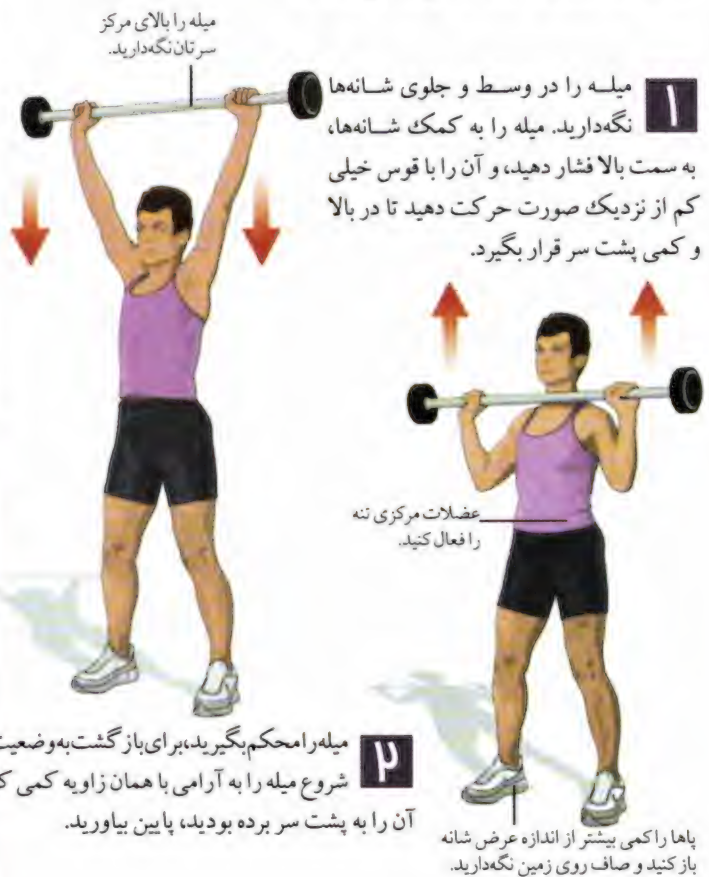 میله را بالای مرکز
سرتان نگه‌دارید.
۱
میله را در وسط و جلوی شانه‌ها
نگه‌دارید. میله را به کمک شانه‌ها،
به سمت بالا فشار دهید، و آن را با قوس خیلی
کم از نزدیک صورت حرکت دهید تا در بالا
و کمی پشت سر قرار بگیرد.
عضلات مرکزی تنه
را فعال کنید.
۲
میله را محکم بگیرید، برای بازگشت به وضعیت
شروع میله را به آرامی با همان زاویه کمی که
آن را به پشت سر برده بودید، پایین بیاورید.
پاها را کمی بیشتر از اندازه عرض شانه
باز کنید و صاف روی زمین نگه‌دارید.